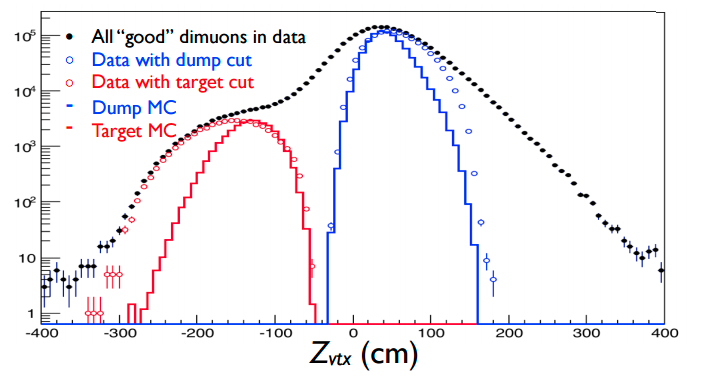 10⁵
10⁴
10³
10²
10
1
All “good” dimuons in data
Data with dump cut
Data with target cut
Dump MC
Target MC
-400 -300 -200 -100 0 100 200 300 400
Zvtx (cm)